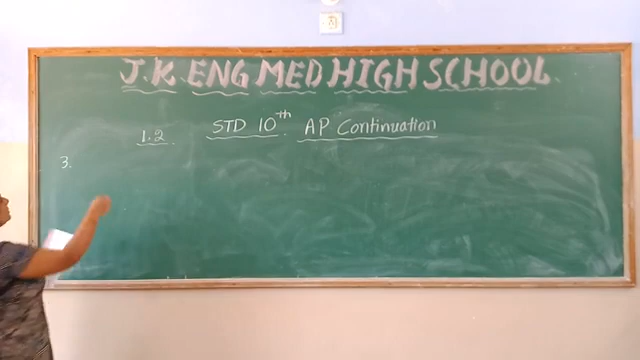 J.K ENG MED HIGH SCHOOL.
1.2. STD 10th. AP Continuation
3.